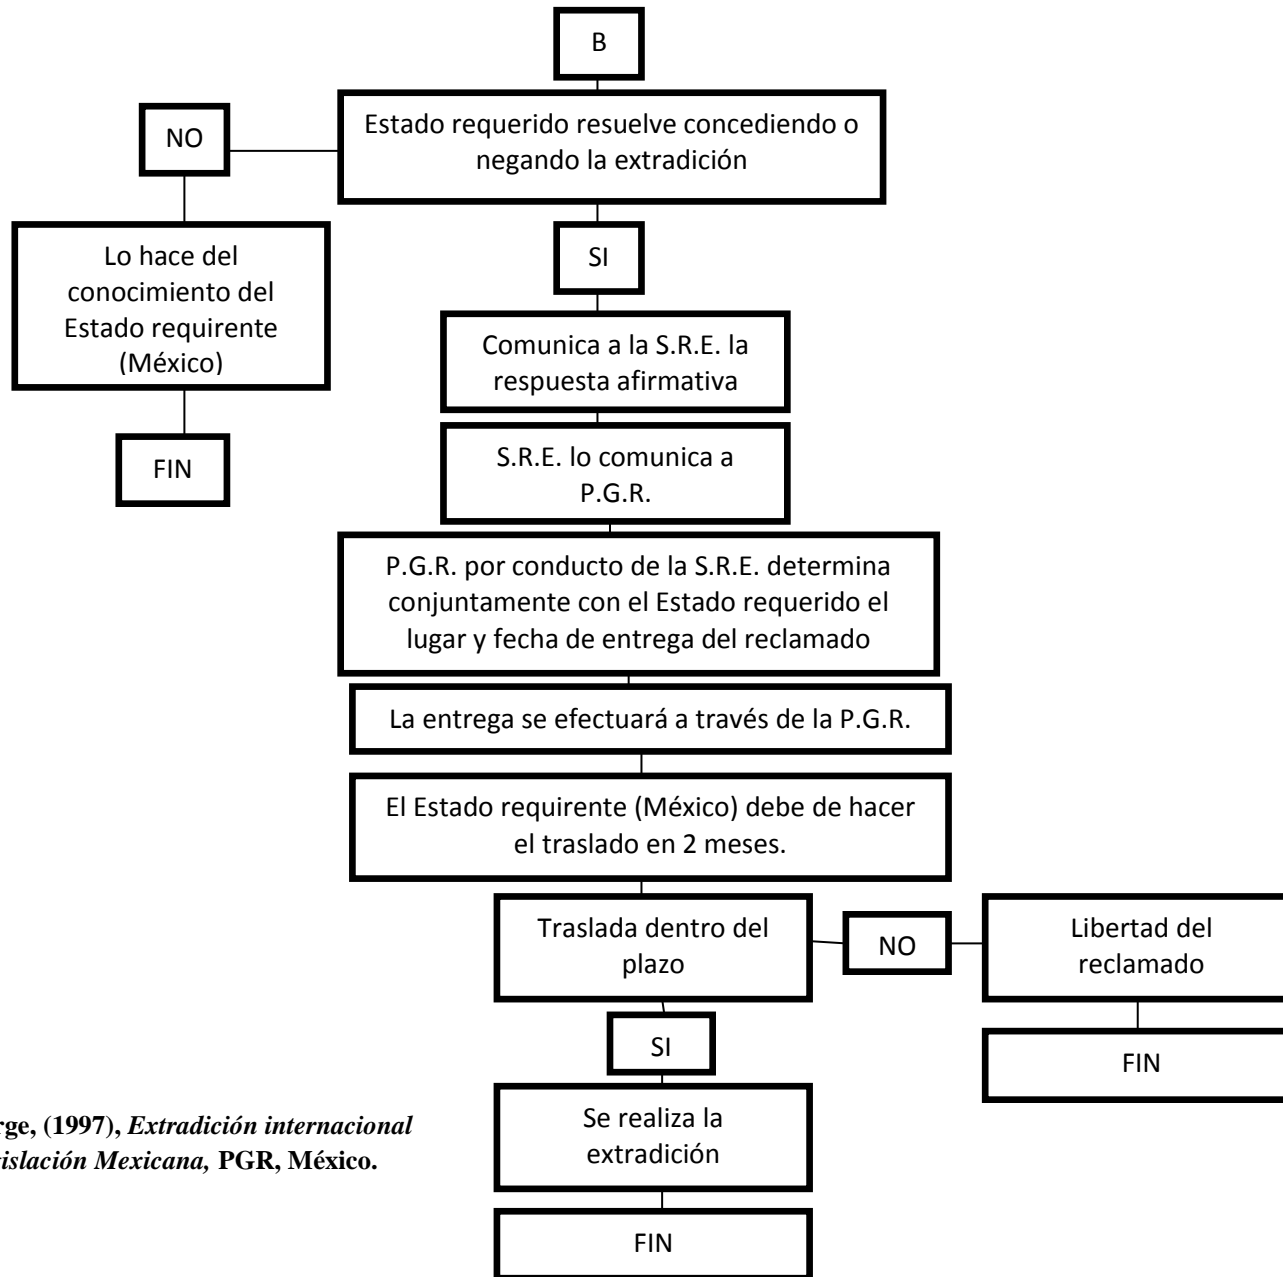 B
Estado requerido resuelve concediendo o
negando la extradición
NO
Lo hace del
conocimiento del
Estado requirente
(México)
FIN
SI
Comunica a la S.R.E. la
respuesta afirmativa
S.R.E. lo comunica a
P.G.R.
P.G.R. por conducto de la S.R.E. determina
conjuntamente con el Estado requerido el
lugar y fecha de entrega del reclamado
La entrega se efectuará a través de la P.G.R.
El Estado requirente (México) debe de hacer
el traslado en 2 meses.
Traslada dentro del
plazo
NO
Libertad del
reclamado
FIN
SI
Se realiza la
extradición
FIN
rge, (1997), Extradición internacional
islación Mexicana, PGR, México.